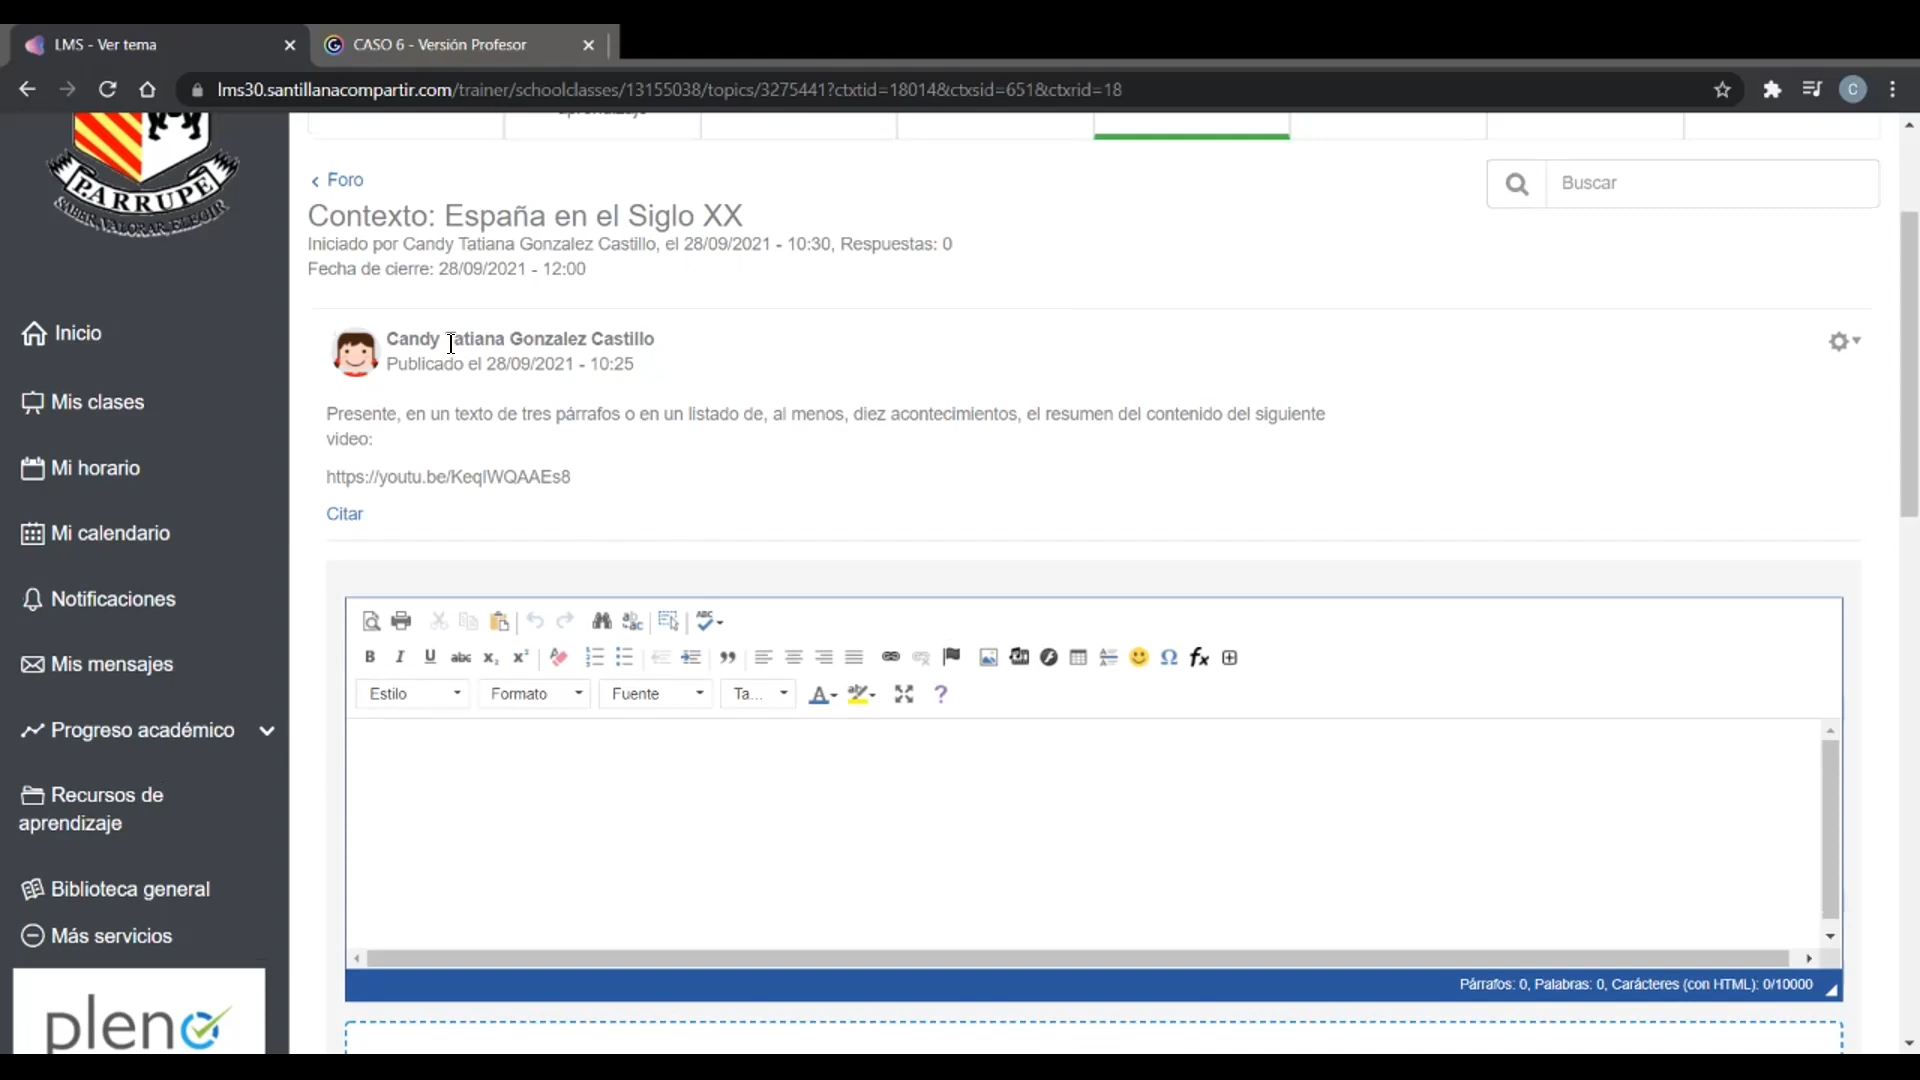 LMS - Ver tema
CASO 6 - Versión Profesor
lms30.santillanacompartir.com/trainer/schoolclasses/13155038/topics/3275441?ctxtid=18014&ctxsid=651&ctxrid=18
C
P. ARRUPE
SABER, VALORAR, ELEGIR
Inicio
Mis clases
Mi horario
Mi calendario
Notificaciones
Mis mensajes
Progreso académico
Recursos de
aprendizaje
Biblioteca general
Más servicios
pleno
aprendizaje
Foro
Buscar
Contexto: España en el Siglo XX
Iniciado por Candy Tatiana Gonzalez Castillo, el 28/09/2021 - 10:30, Respuestas: 0
Fecha de cierre: 28/09/2021 - 12:00
Candy Tatiana Gonzalez Castillo
Publicado el 28/09/2021 - 10:25
Presente, en un texto de tres párrafos o en un listado de, al menos, diez acontecimientos, el resumen del contenido del siguiente
video:
https://youtu.be/KeqIWQAAEs8
Citar
Estilo Formato Fuente Ta...
Párrafos: 0, Palabras: 0, Carácteres (con HTML): 0/10000